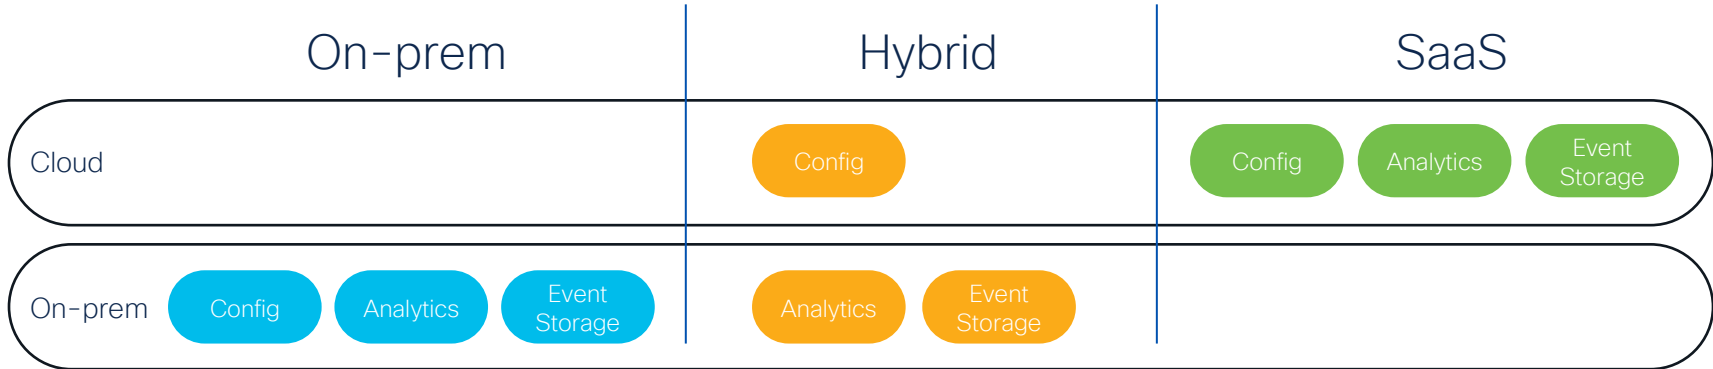 On-prem
Hybrid
SaaS
Cloud
Config
Config
Analytics
Event
Storage
On-prem
Config
Analytics
Event
Storage
Analytics
Event
Storage